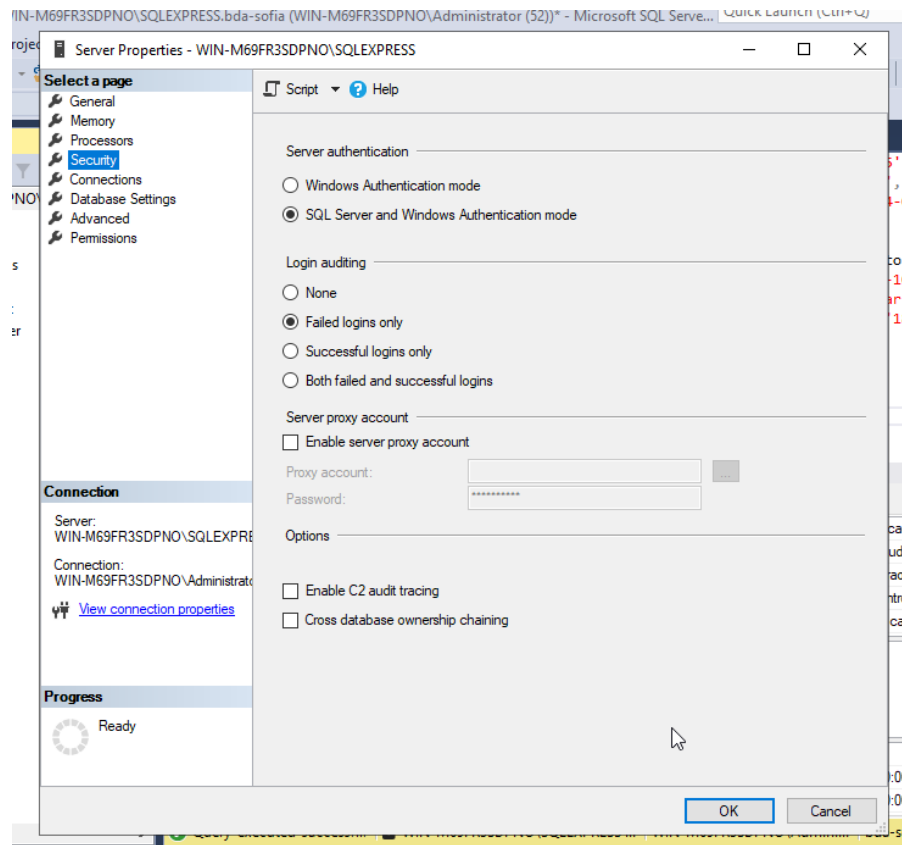 WIN-M69FR3SDPNO\SQLEXPRESS.bda-sofia (WIN-M69FR3SDPNO\Administrator (52))* - Microsoft SQL Serve...
Quick Launch (Ctrl+Q)
Server Properties - WIN-M69FR3SDPNO\SQLEXPRESS
Select a page
General
Memory
Processors
Security
Connections
Database Settings
Advanced
Permissions
Script
Help
Server authentication
Windows Authentication mode
SQL Server and Windows Authentication mode
Login auditing
None
Failed logins only
Successful logins only
Both failed and successful logins
Server proxy account
Enable server proxy account
Proxy account:
...
Password:
**********
Options
Enable C2 audit tracing
Cross database ownership chaining
Connection
Server:
WIN-M69FR3SDPNO\SQLEXPRE
Connection:
WIN-M69FR3SDPNO\Administrato
View connection properties
Progress
Ready
OK
Cancel